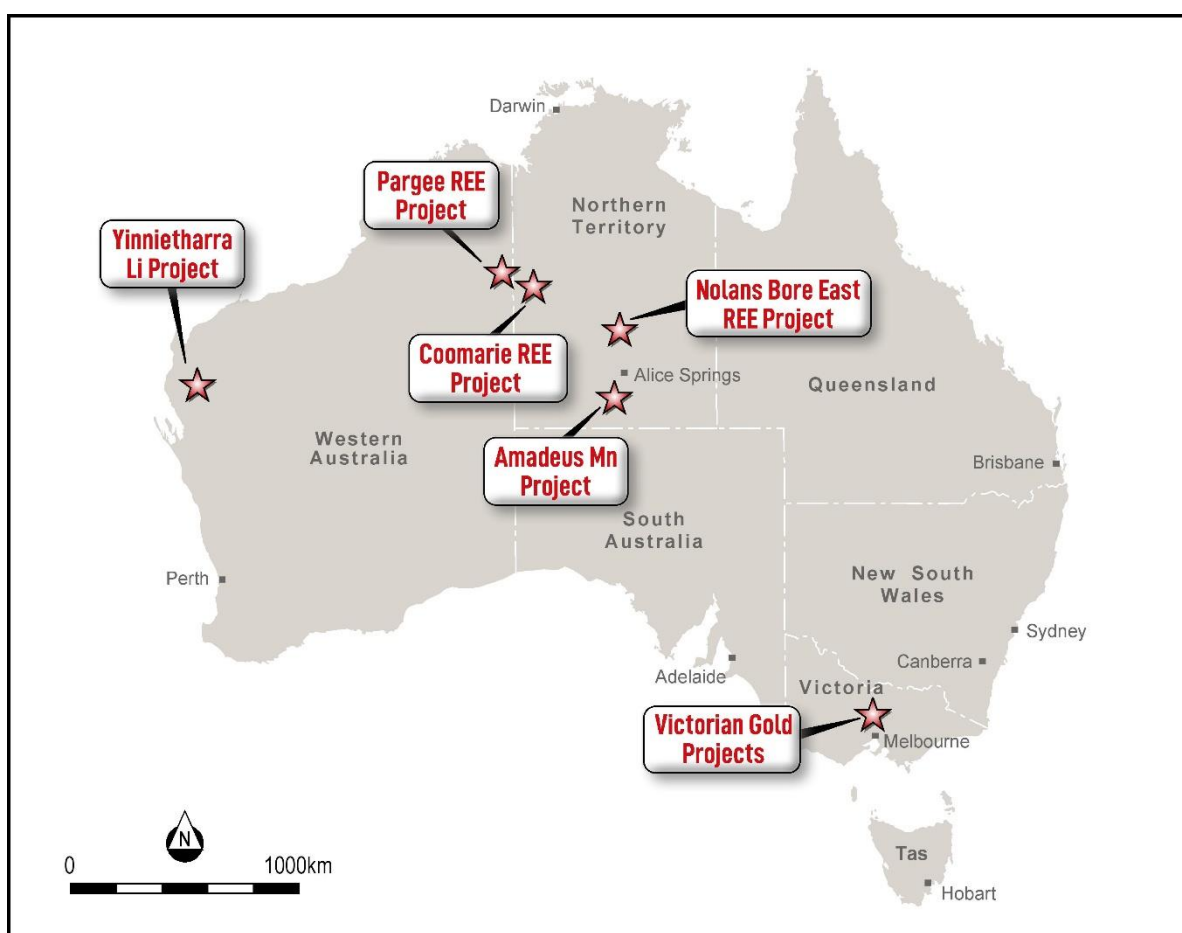 Darwin
Pargee REE
Project
Northern
Territory
Yinnietharra
Li Project
Nolans Bore East
REE Project
Coomarie REE
Project
Alice Springs
Queensland
Western
Australia
Amadeus Mn
Project
Brisbane
South
Australia
Perth
New South
Wales
Sydney
Canberra
Adelaide
Victoria
Victorian Gold
Projects
Melbourne
N
0 1000km
Tas
Hobart